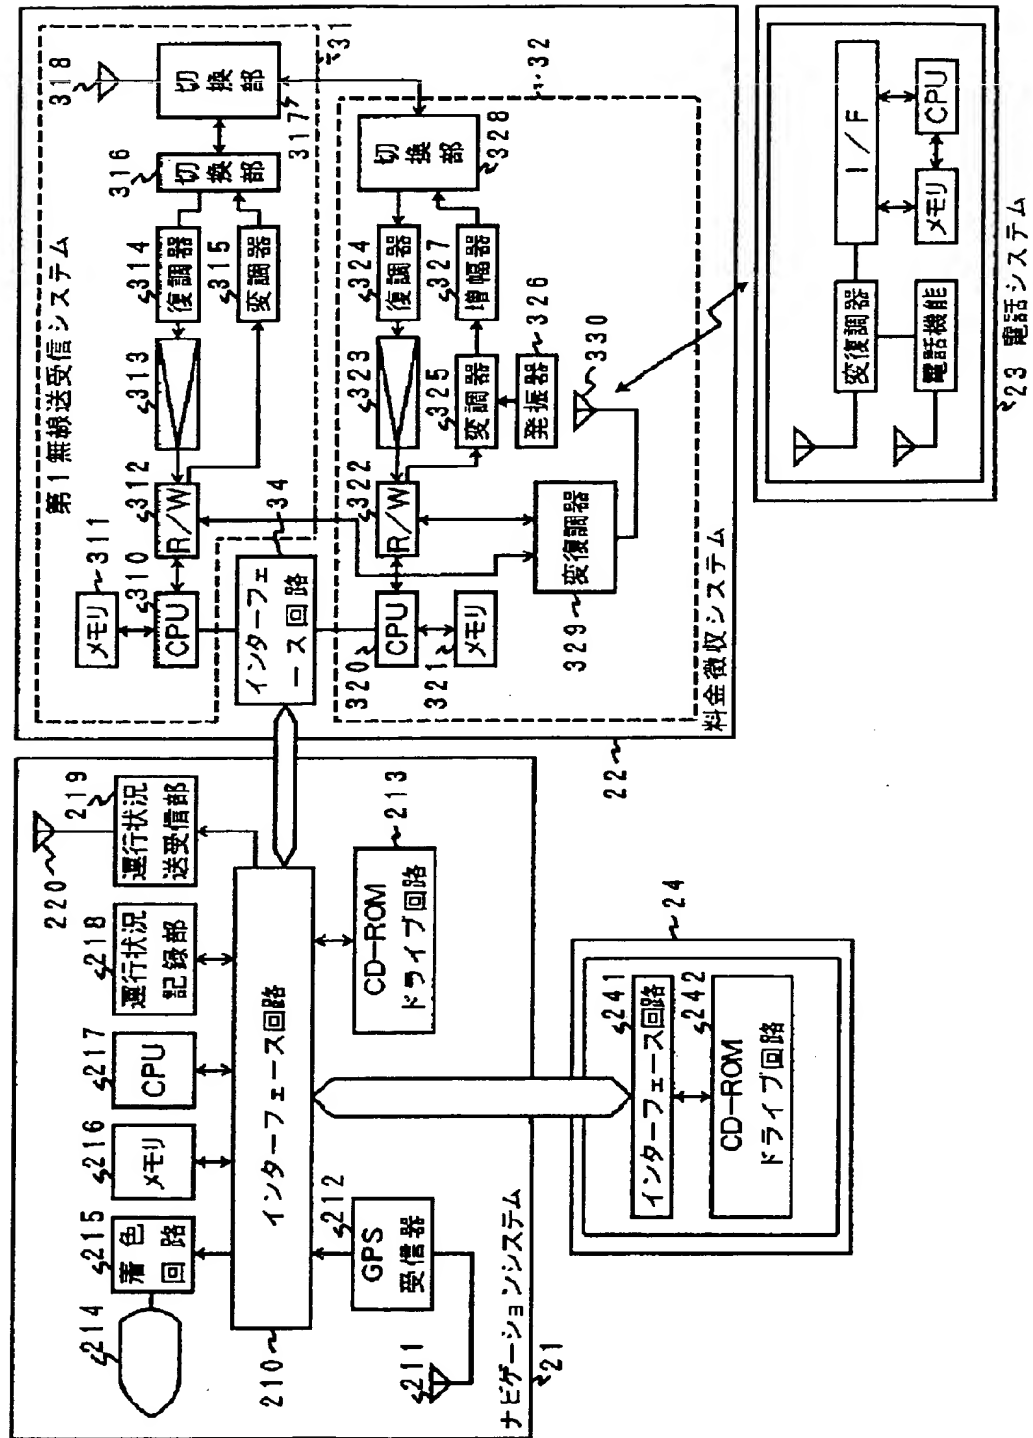 ナビゲーションシステム
21
214
着色
回路
215
メモリ
216
CPU
217
運行状況
記録部
218
運行状況
送受信部
219
220
インターフェース回路
210
211
GPS
受信器
212
CD-ROM
ドライブ回路
213
24
インターフェース回路
241
CD-ROM
ドライブ回路
242
料金徴収システム
22
第1無線送受信システム
31
メモリ
311
CPU
310
R/W
312
313
復調器
314
変調器
315
切換部
316
切換部
317
318
インターフェ
ース回路
34
32
CPU
320
メモリ
321
R/W
322
323
復調器
324
変調器
325
発振器
326
増幅器
327
切換部
328
変復調器
329
330
23 電話システム
変復調器
電話機能
I/F
メモリ
CPU